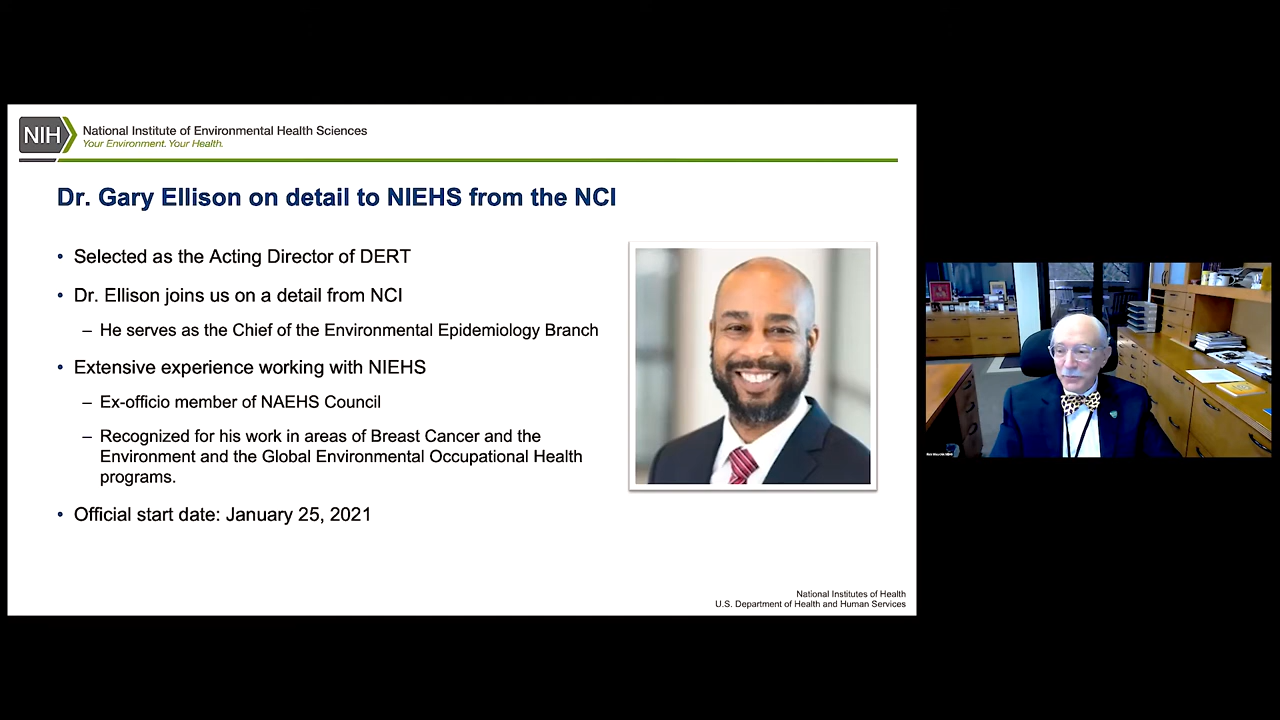 NIH
National Institute of Environmental Health Sciences
Your Environment. Your Health.
Dr. Gary Ellison on detail to NIEHS from the NCI
• Selected as the Acting Director of DERT
• Dr. Ellison joins us on a detail from NCI
– He serves as the Chief of the Environmental Epidemiology Branch
• Extensive experience working with NIEHS
– Ex-officio member of NAEHS Council
– Recognized for his work in areas of Breast Cancer and the
Environment and the Global Environmental Occupational Health
programs.
• Official start date: January 25, 2021
National Institutes of Health
U.S. Department of Health and Human Services